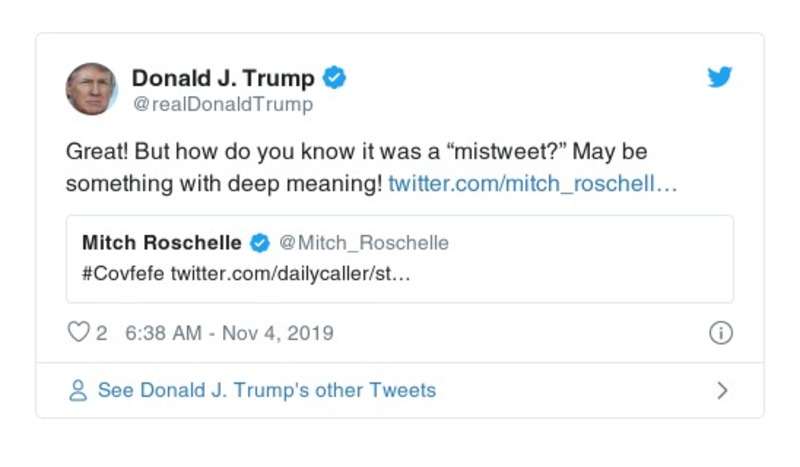 Donald J. Trump
@realDonaldTrump
Great! But how do you know it was a “mistweet?” May be
something with deep meaning! twitter.com/mitch_roschell…
Mitch Roschelle @Mitch_Roschelle
#Covfefe twitter.com/dailycaller/st…
2 6:38 AM - Nov 4, 2019
See Donald J. Trump's other Tweets